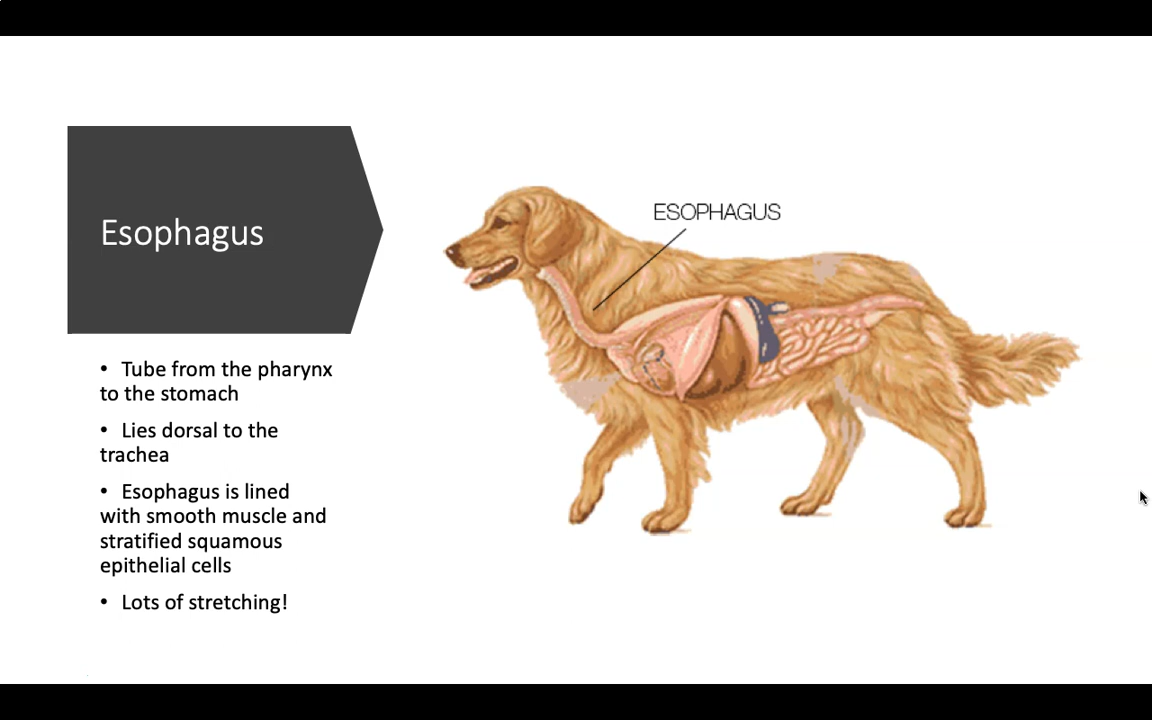 Esophagus
ESOPHAGUS
• Tube from the pharynx
to the stomach
• Lies dorsal to the
trachea
• Esophagus is lined
with smooth muscle and
stratified squamous
epithelial cells
• Lots of stretching!